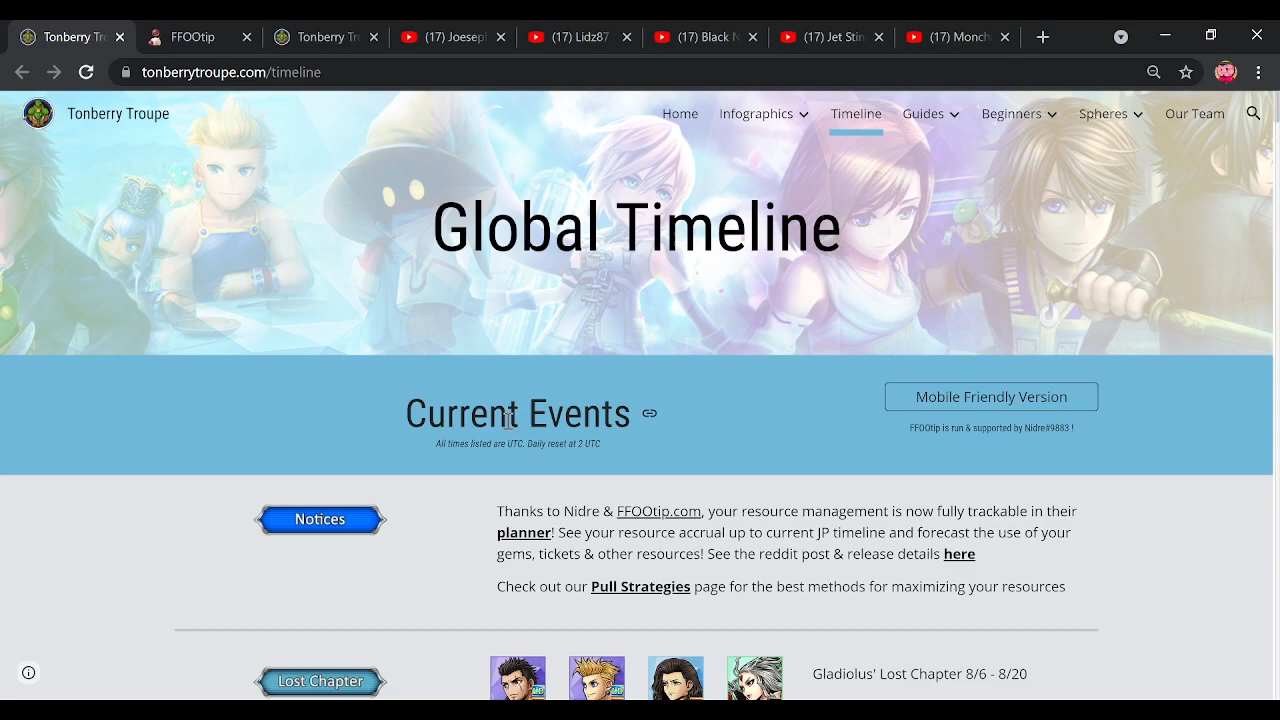 Tonberry Tr
FFOOtip
Tonberry Tr
(17) Joesepl
(17) Lidz87
(17) Black N
(17) Jet Stin
(17) Monch
tonberrytroupe.com/timeline
Tonberry Troupe
Home Infographics Timeline Guides Beginners Spheres Our Team
Global Timeline
Current Events
All times listed are UTC. Daily reset at 2 UTC
Mobile Friendly Version
FFOOtip is run & supported by Nidre#9883 !
Notices
Thanks to Nidre & FFOOtip.com, your resource management is now fully trackable in their
planner! See your resource accrual up to current JP timeline and forecast the use of your
gems, tickets & other resources! See the reddit post & release details here
Check out our Pull Strategies page for the best methods for maximizing your resources
Lost Chapter
Gladiolus' Lost Chapter 8/6 - 8/20